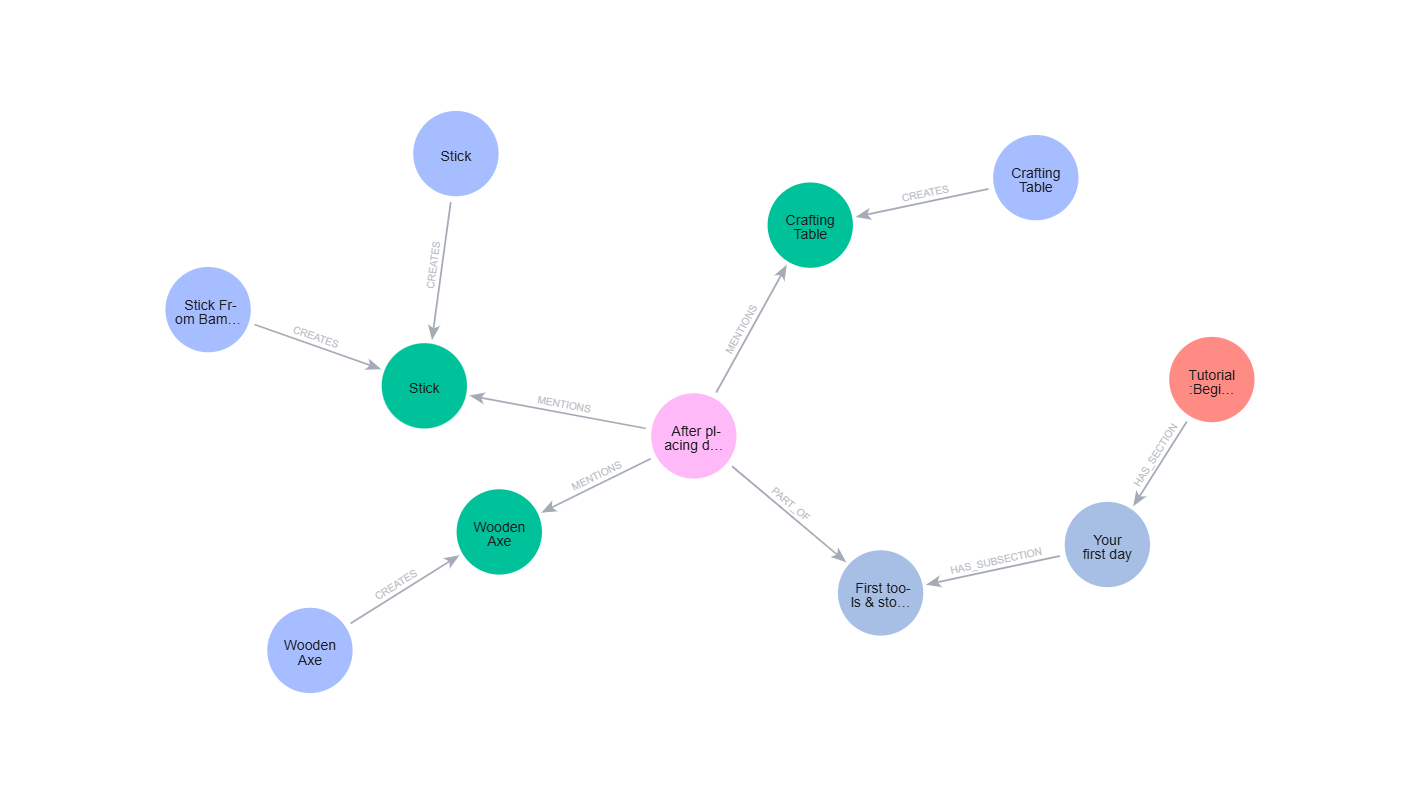 Stick
CREATES
Stick Fr-
om Bam…
CREATES
Stick
MENTIONS
Crafting
Table
CREATES
Crafting
Table
MENTIONS
After pl-
acing d…
MENTIONS
Wooden
Axe
CREATES
Wooden
Axe
PART_OF
First too-
ls & sto…
HAS_SUBSECTION
Your
first day
HAS_SECTION
Tutorial
:Begi…